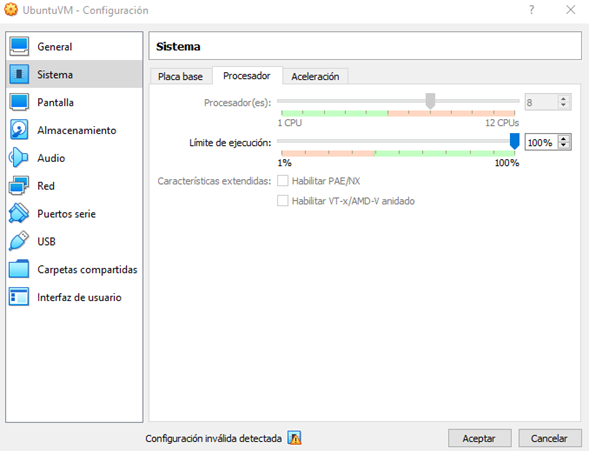 UbuntuVM - Configuración
?
General
Sistema
Pantalla
Almacenamiento
Audio
Red
Puertos serie
USB
Carpetas compartidas
Interfaz de usuario
Sistema
Placa base Procesador Aceleración
Procesador(es): 8
1 CPU 12 CPUs
Límite de ejecución: 100%
1% 100%
Características extendidas: Habilitar PAE/NX
Habilitar VT-x/AMD-V anidado
Configuración inválida detectada
Aceptar Cancelar